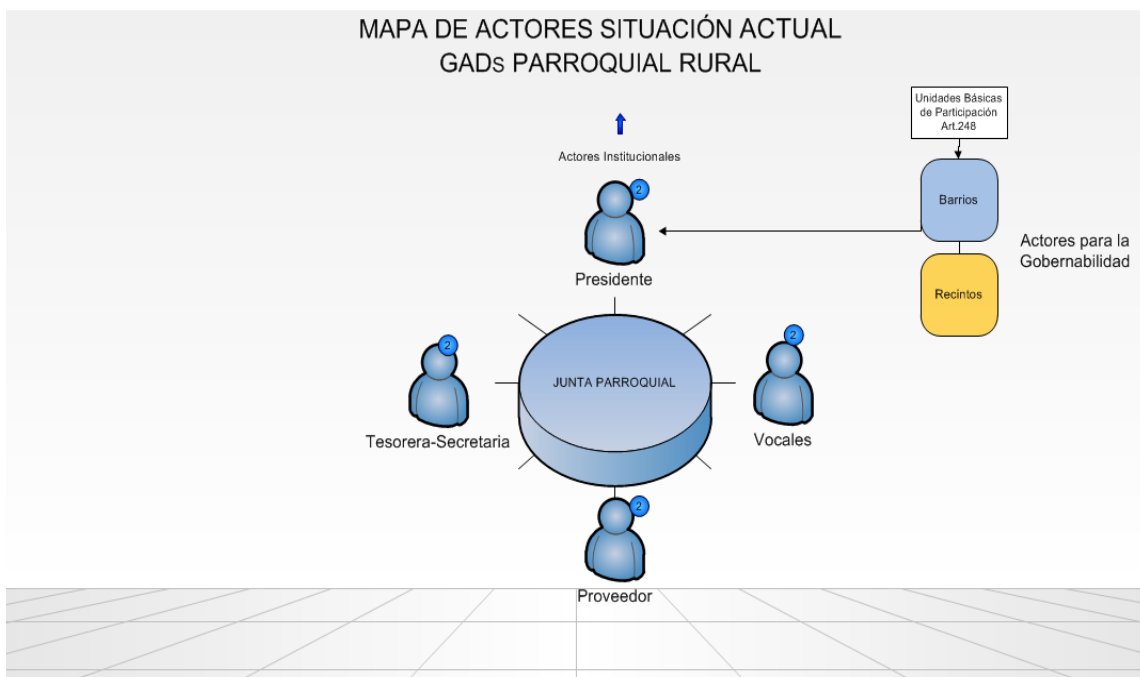 MAPA DE ACTORES SITUACIÓN ACTUAL
GADs PARROQUIAL RURAL
Unidades Básicas
de Participación
Art.248
Actores Institucionales
2
Barrios
Presidente
Actores para la
Gobernabilidad
Recintos
2
2
JUNTA PARROQUIAL
Tesorera-Secretaria
Vocales
2
Proveedor